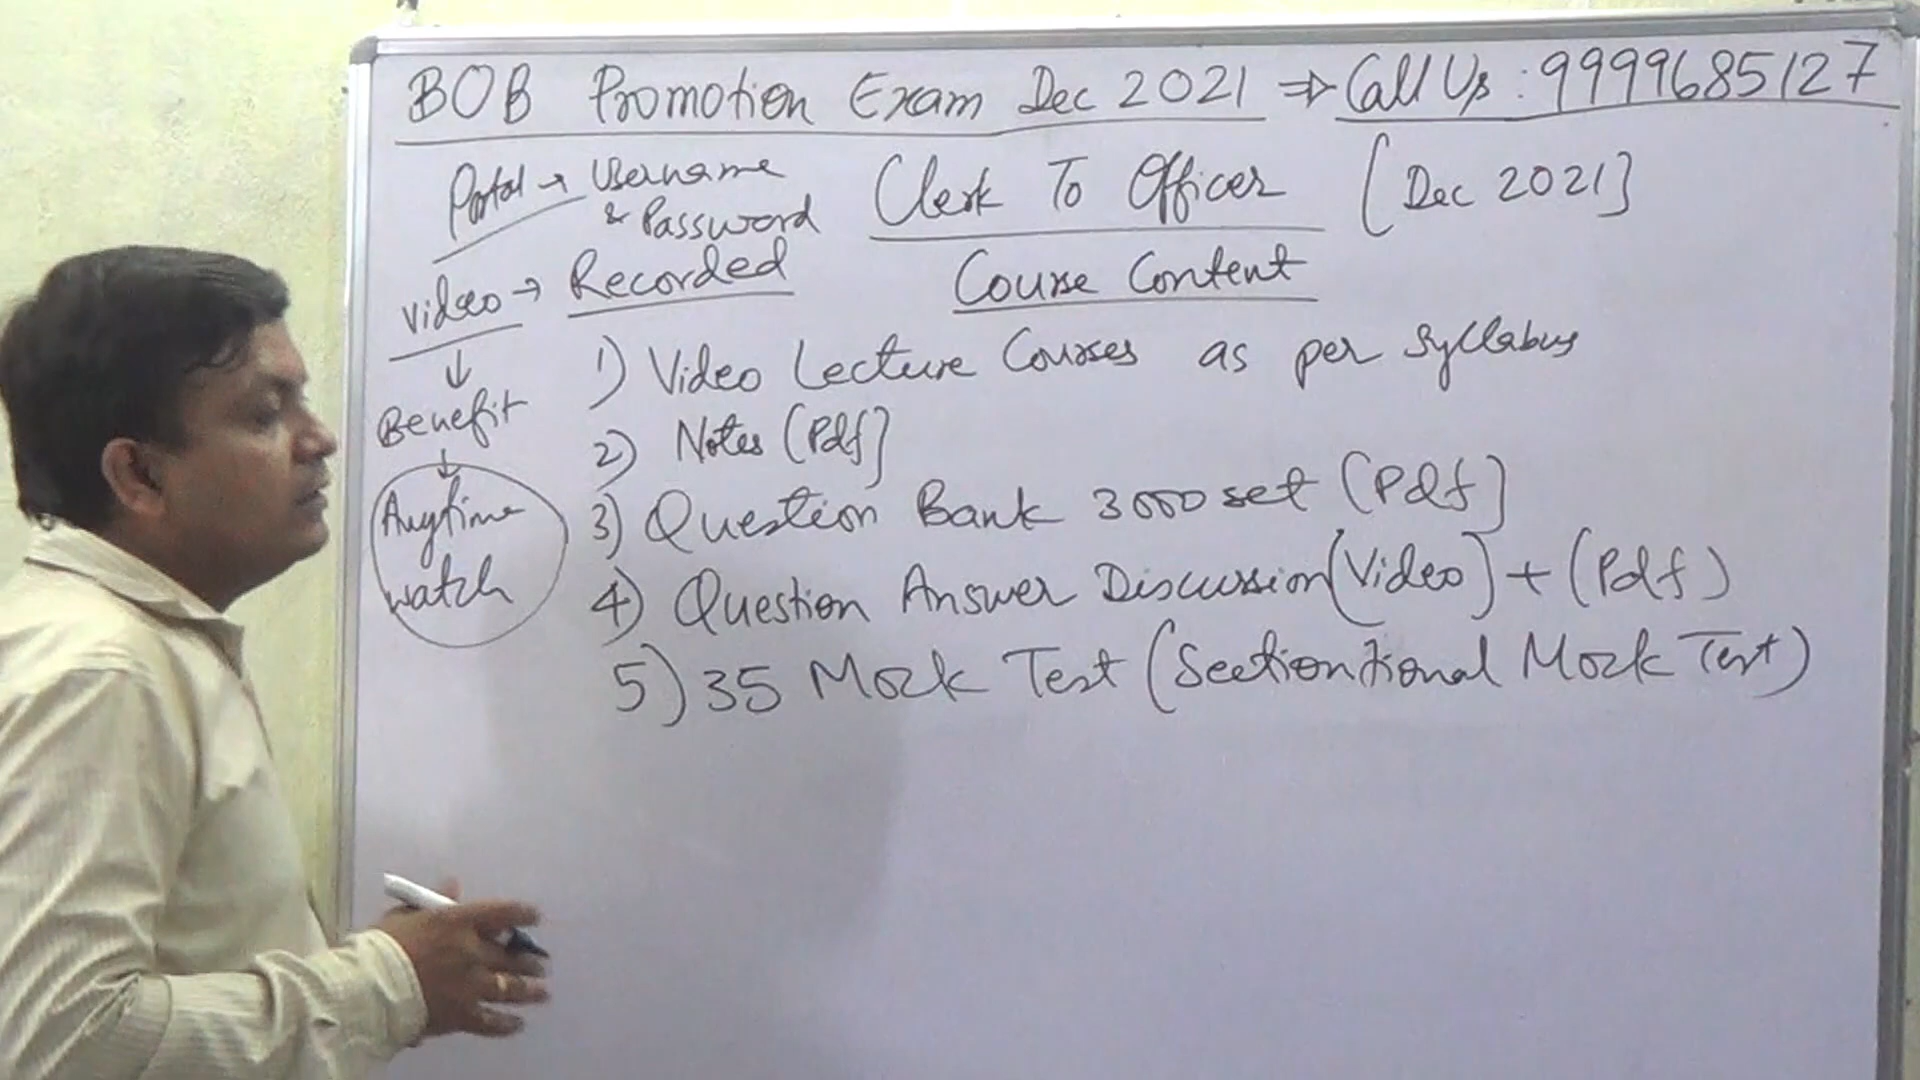 BOB Promotion Exam Dec 2021 ⇒ Call Us : 9999685127
Portal → Username
& Password
Clerk To Officer [Dec 2021]
Video → Recorded
Course Content
↓
Benefit
↓
Anytime
watch
1) Video Lecture Courses as per Syllabus
2) Notes (Pdf]
3) Question Bank 3000 set (Pdf]
4) Question Answer Discussion (Video] + (Pdf)
5) 35 Mock Test (Sectiontional Mock Test)